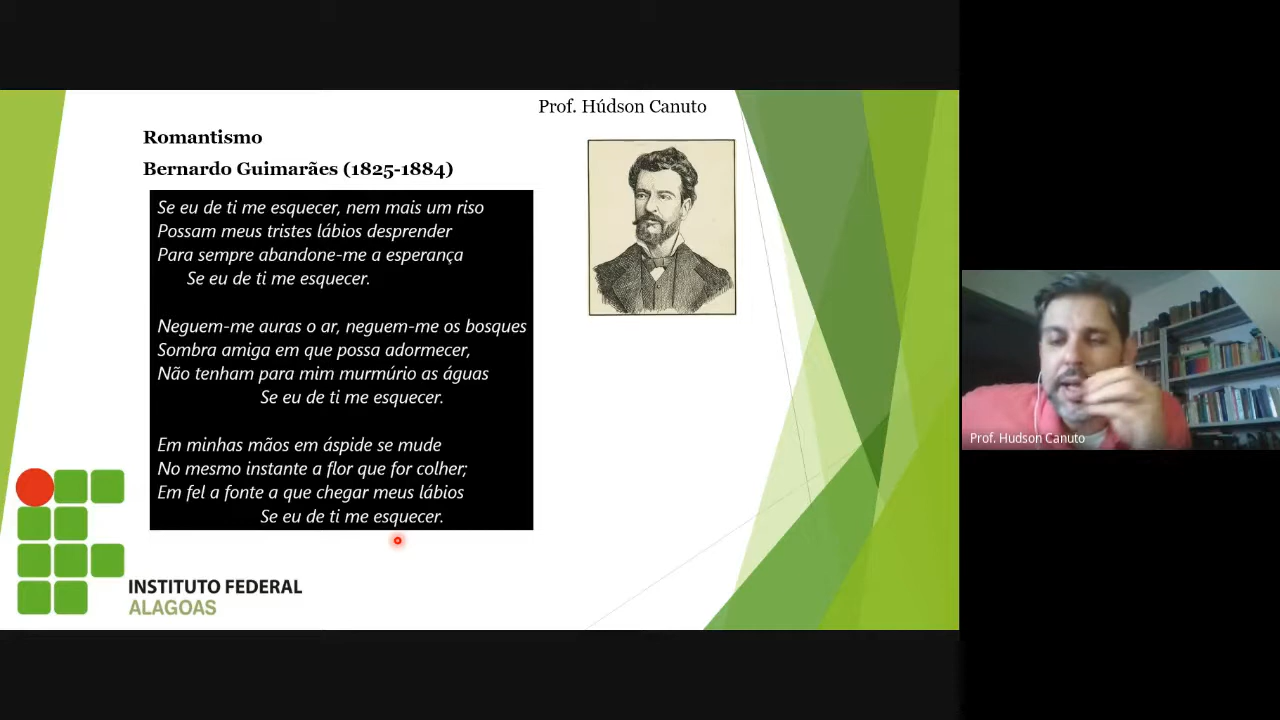 Prof. Húdson Canuto
Romantismo
Bernardo Guimarães (1825-1884)
Se eu de ti me esquecer, nem mais um riso
Possam meus tristes lábios desprender
Para sempre abandone-me a esperança
Se eu de ti me esquecer.
Neguem-me auras o ar, neguem-me os bosques
Sombra amiga em que possa adormecer,
Não tenham para mim murmúrio as águas
Se eu de ti me esquecer.
Em minhas mãos em áspide se mude
No mesmo instante a flor que for colher;
Em fel a fonte a que chegar meus lábios
Se eu de ti me esquecer.
INSTITUTO FEDERAL
ALAGOAS
Prof. Hudson Canuto